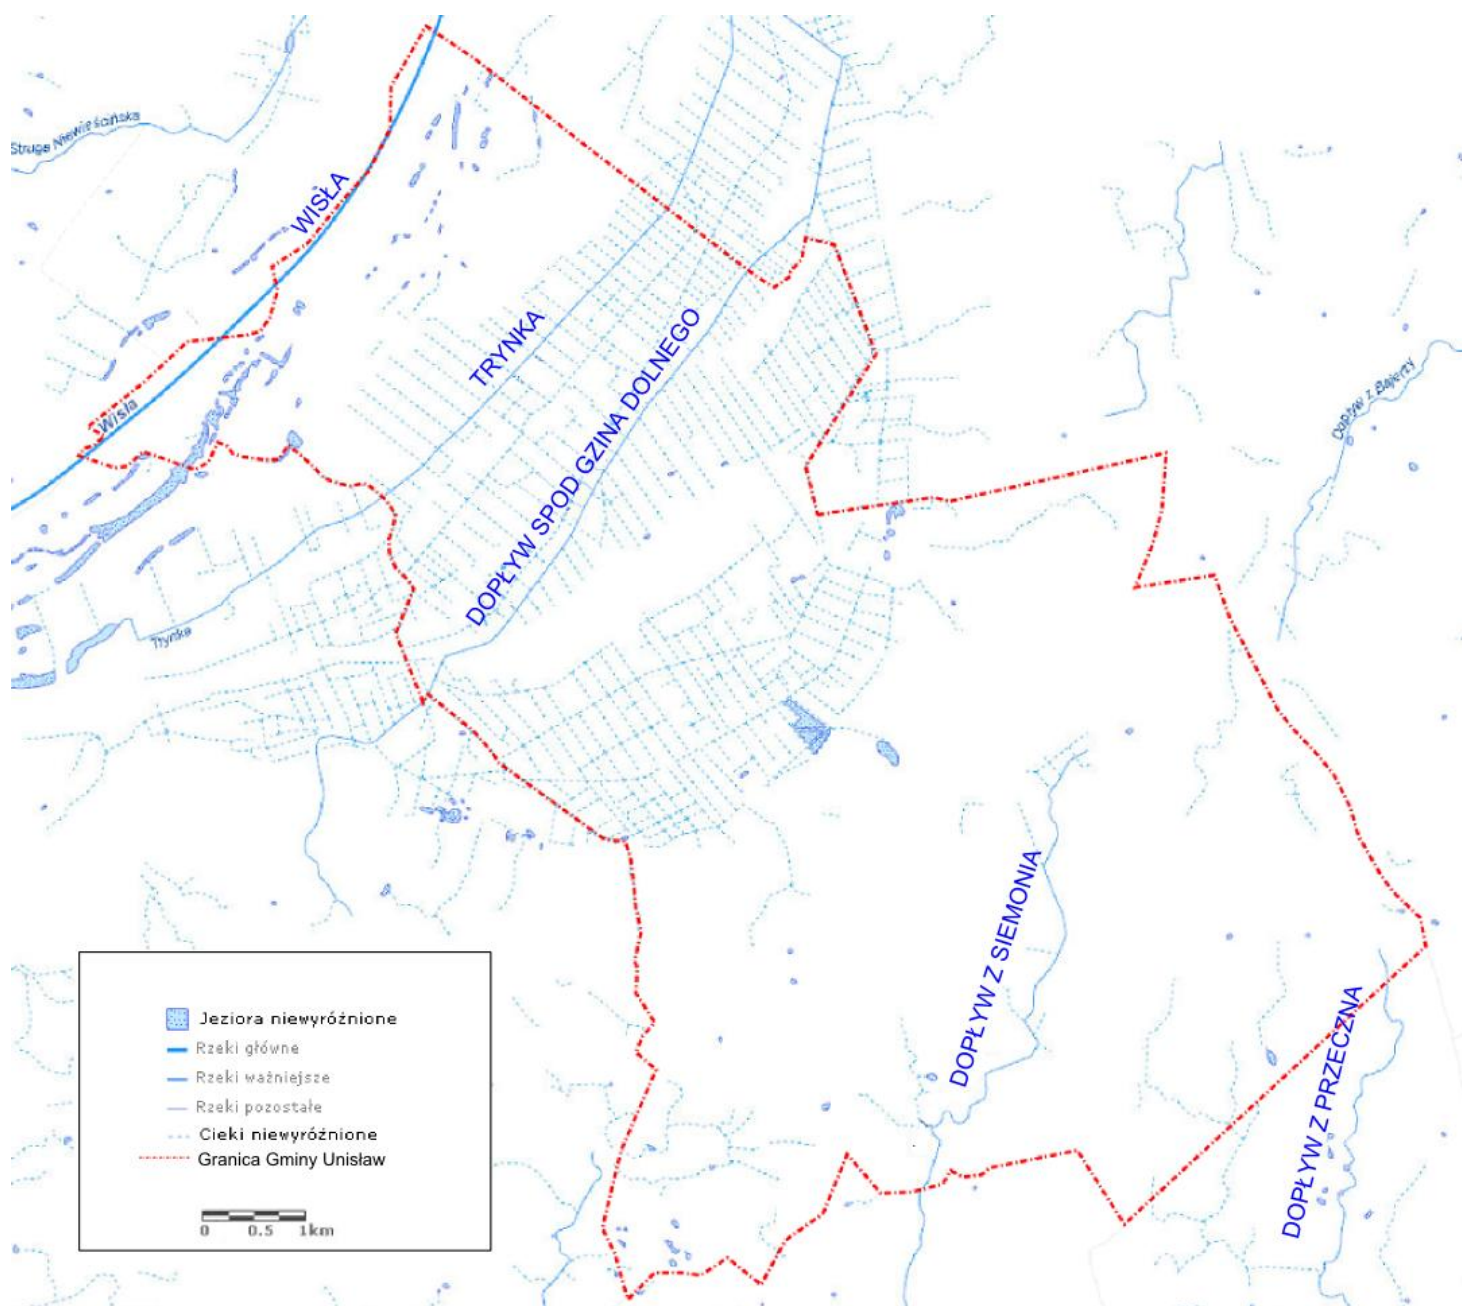 Struga Niewieścińska
WISŁA
TRYNKA
DOPŁYW SPOD GZINA DOLNEGO
Dopływ z Bajerzy
Wisła
Trynka
DOPŁYW Z SIEMONIA
DOPŁYW Z PRZECZNA
Jeziora niewyróżnione
Rzeki główne
Rzeki ważniejsze
Rzeki pozostałe
Cieki niewyróżnione
Granica Gminy Unisław
0 0.5 1km